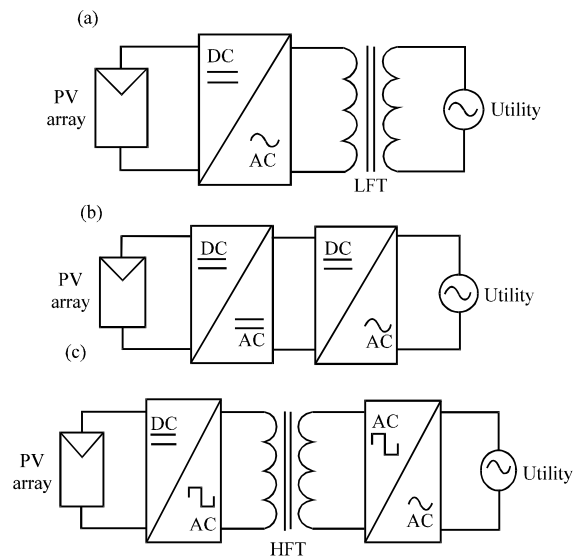 (a)
DC
PV
array
AC
Utility
LFT
(b)
DC
DC
PV
array
AC
AC
Utility
(c)
DC
AC
PV
array
AC
AC
Utility
HFT